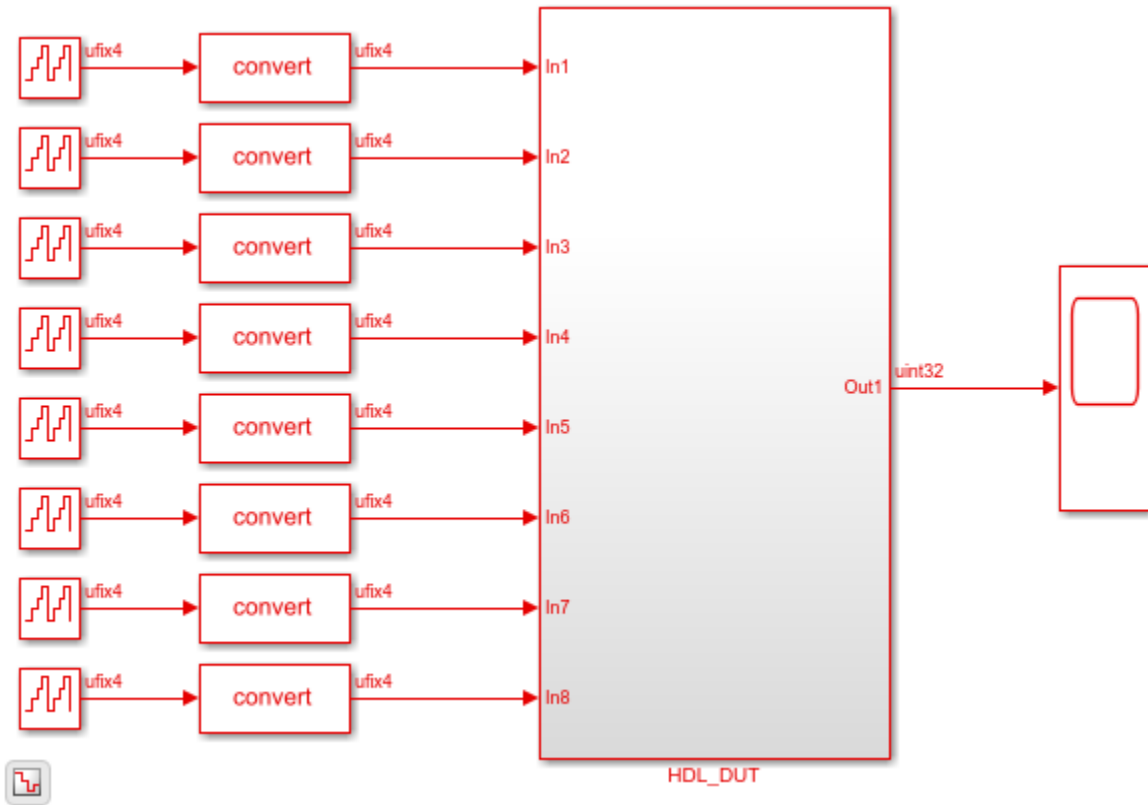 ufix4 convert ufix4 In1
ufix4 convert ufix4 In2
ufix4 convert ufix4 In3
ufix4 convert ufix4 In4
Out1 uint32
ufix4 convert ufix4 In5
ufix4 convert ufix4 In6
ufix4 convert ufix4 In7
ufix4 convert ufix4 In8
HDL_DUT